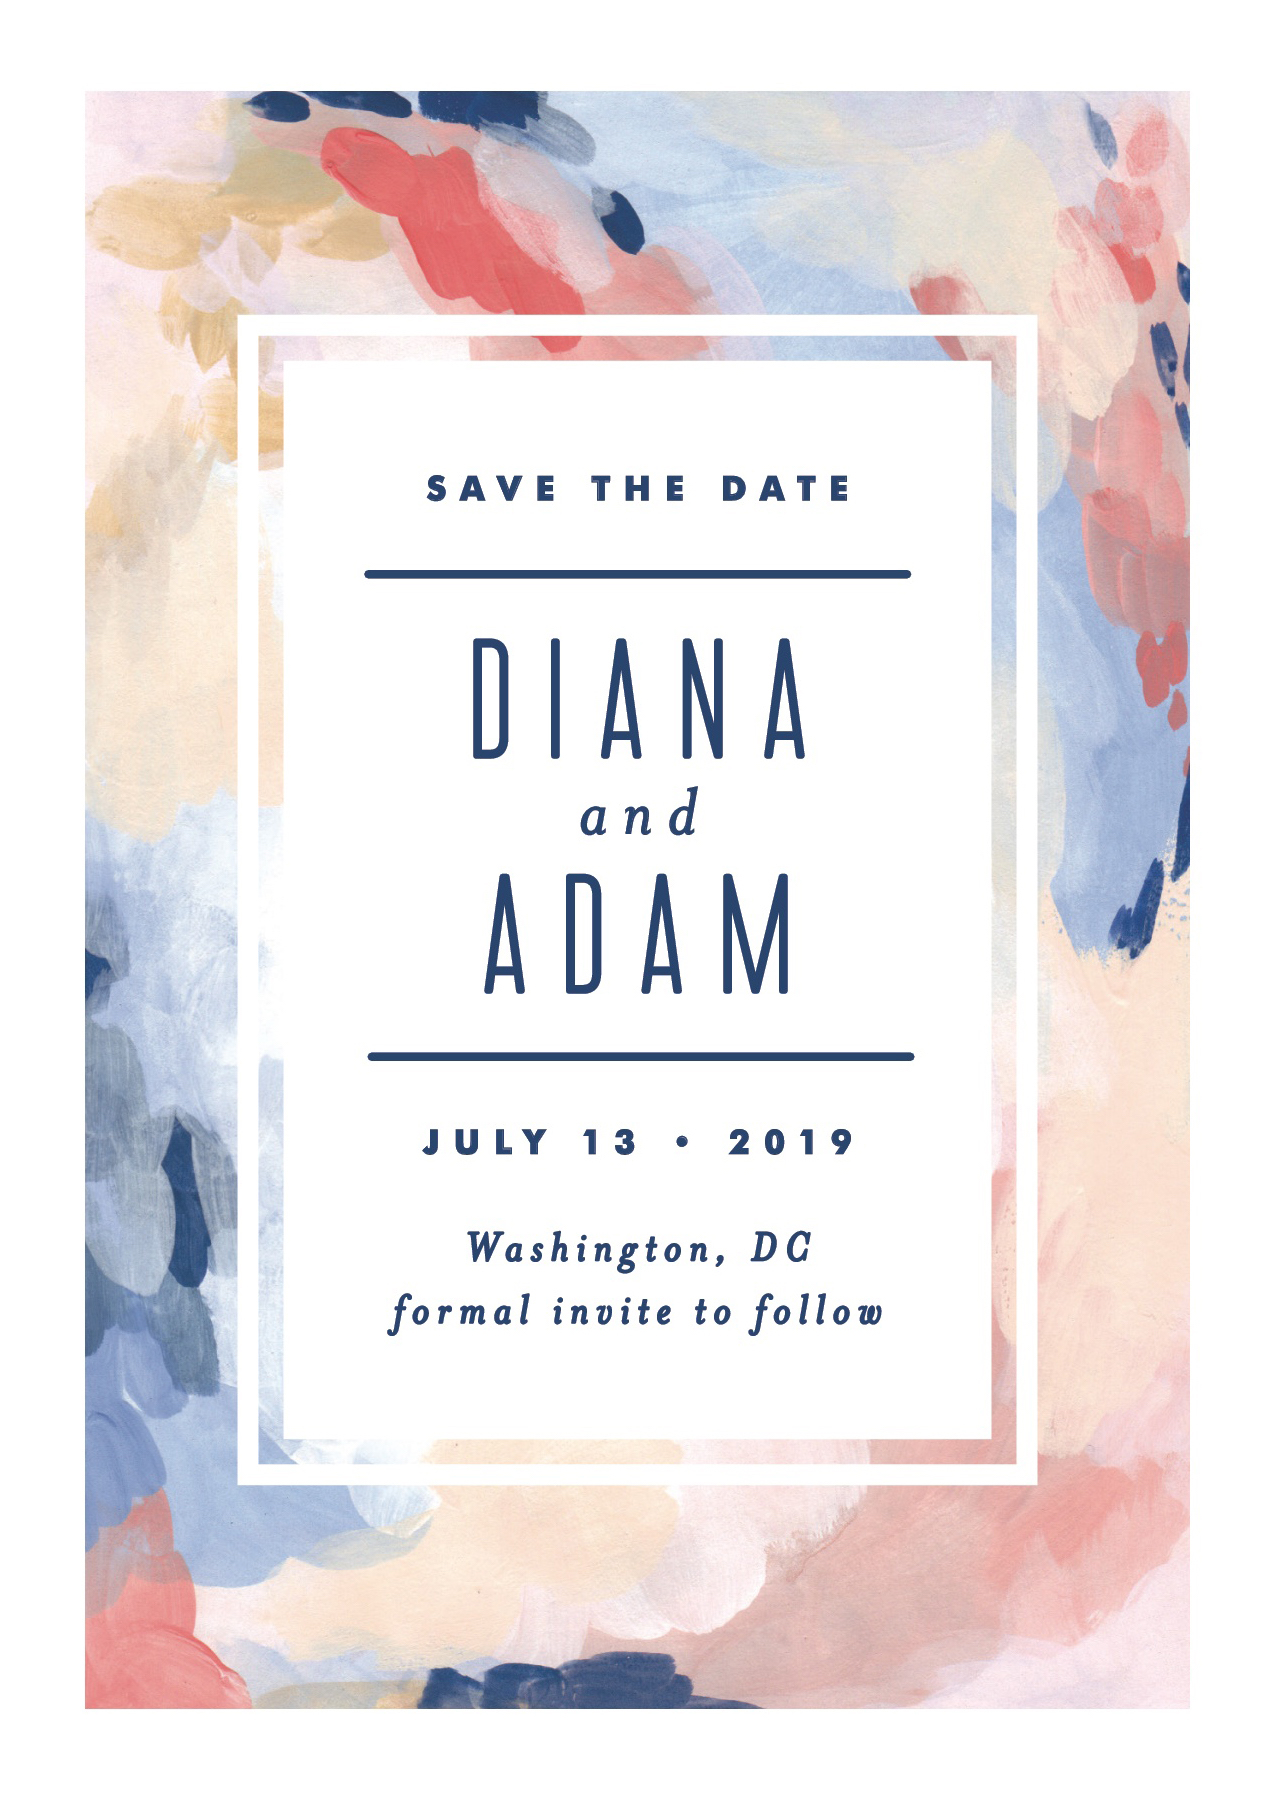 SAVE THE DATE
DIANA
and
ADAM
JULY 13 • 2019
Washington, DC
formal invite to follow